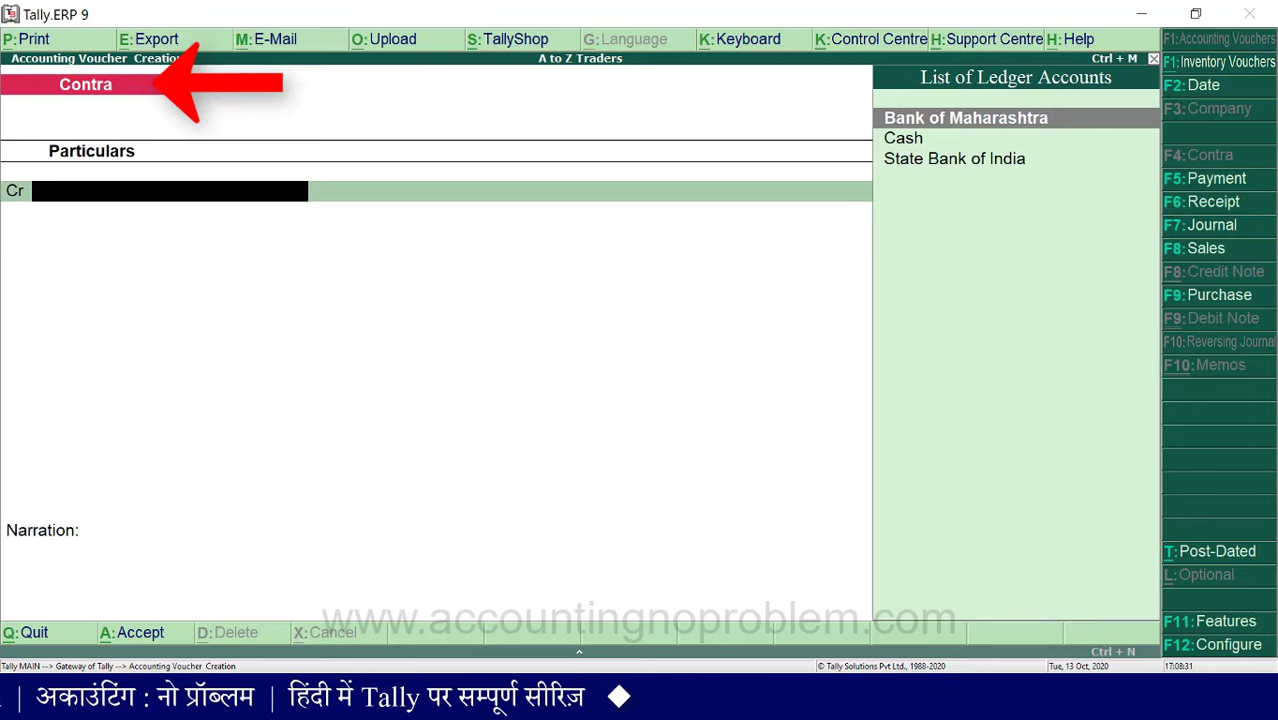 Tally.ERP 9
P:Print E:Export M:E-Mail O:Upload S:TallyShop G:Language K:Keyboard K:Control Centre H:Support Centre H:Help
Accounting Voucher Creation A to Z Traders Ctrl + M
Contra
Particulars
Cr
Narration:
List of Ledger Accounts
Bank of Maharashtra
Cash
State Bank of India
F1:Accounting Vouchers
F1:Inventory Vouchers
F2:Date
F3:Company
F4:Contra
F5:Payment
F6:Receipt
F7:Journal
F8:Sales
F8:Credit Note
F9:Purchase
F9:Debit Note
F10:Reversing Journal
F10:Memos
T:Post-Dated
L:Optional
F11:Features
F12:Configure
www.accountingnoproblem.com
Q:Quit A:Accept D:Delete X:Cancel
Ctrl + N
Tally MAIN --> Gateway of Tally --> Accounting Voucher Creation © Tally Solutions Pvt Ltd., 1988-2020 Tue, 13 Oct, 2020 17:08:31
| अकाउंटिंग : नो प्रॉब्लम | हिंदी में Tally पर सम्पूर्ण सीरिज़ ◆